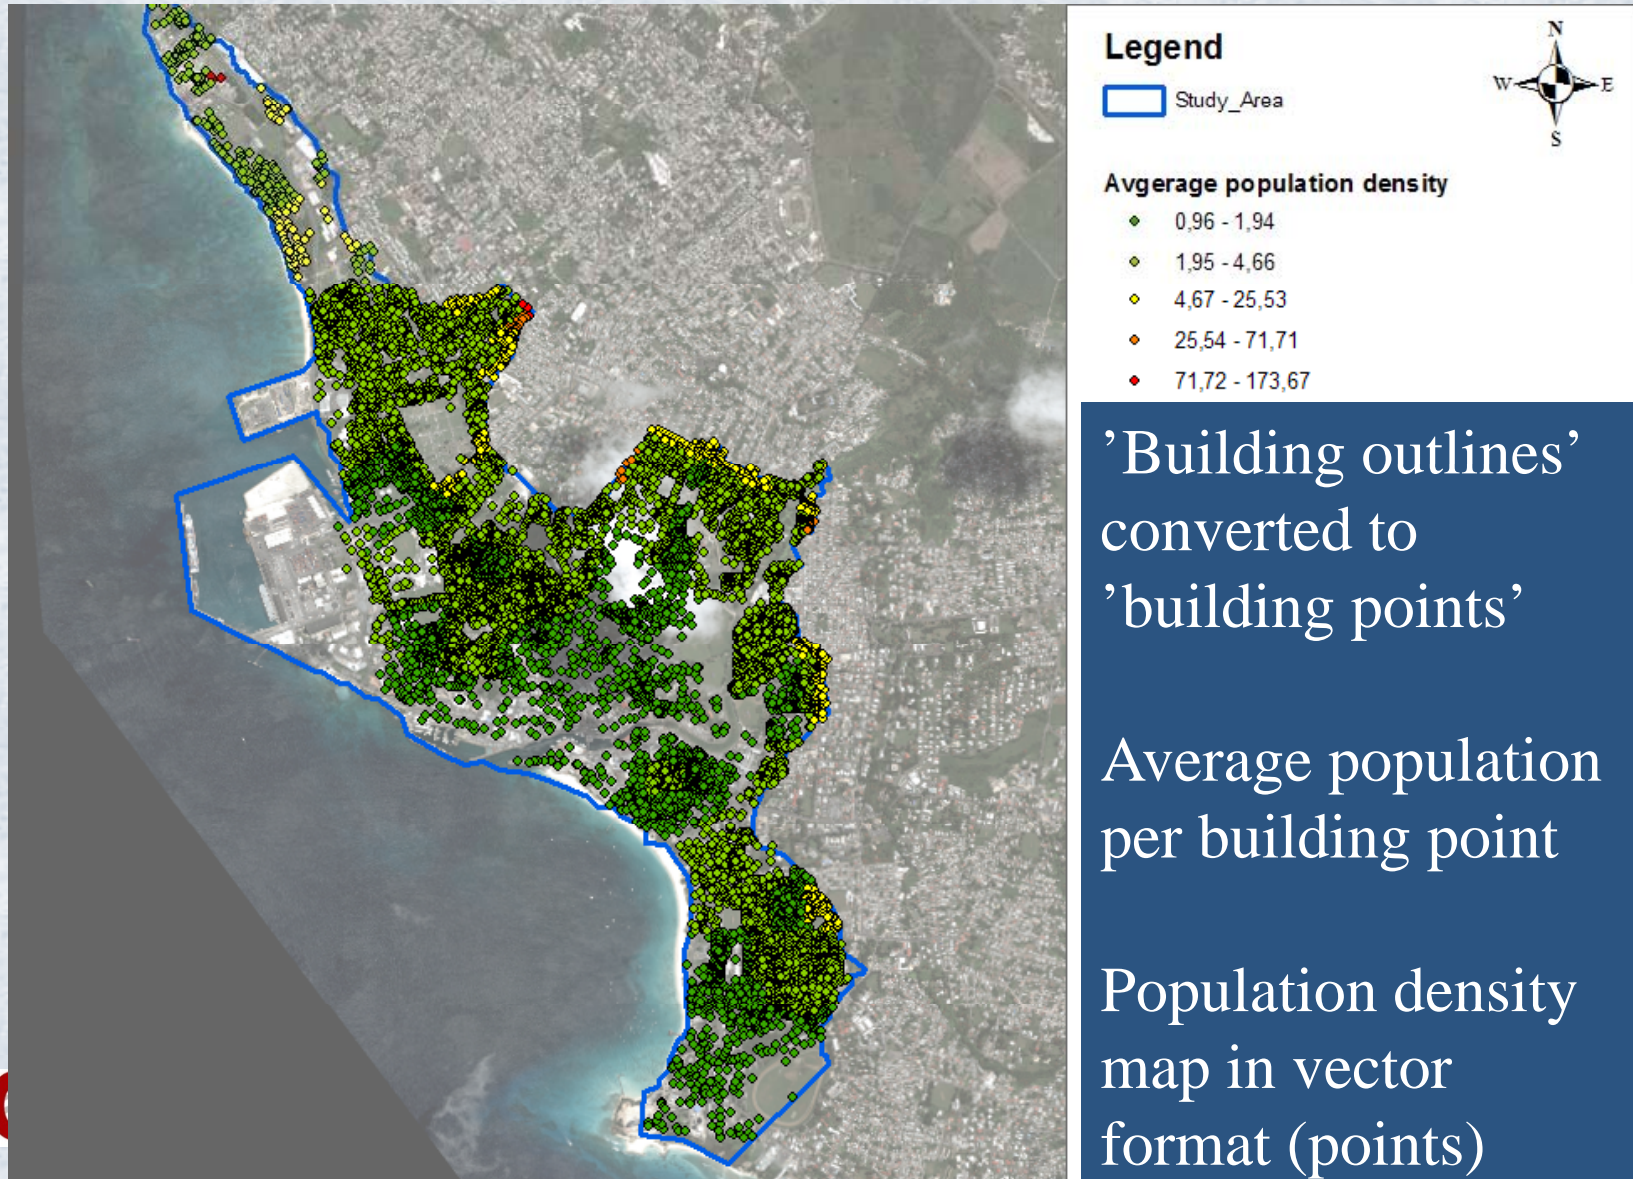 Legend
N
W E
S
Study_Area
Avgerage population density
0,96 - 1,94
1,95 - 4,66
4,67 - 25,53
25,54 - 71,71
71,72 - 173,67
’Building outlines’
converted to
’building points’
Average population
per building point
Population density
map in vector
format (points)